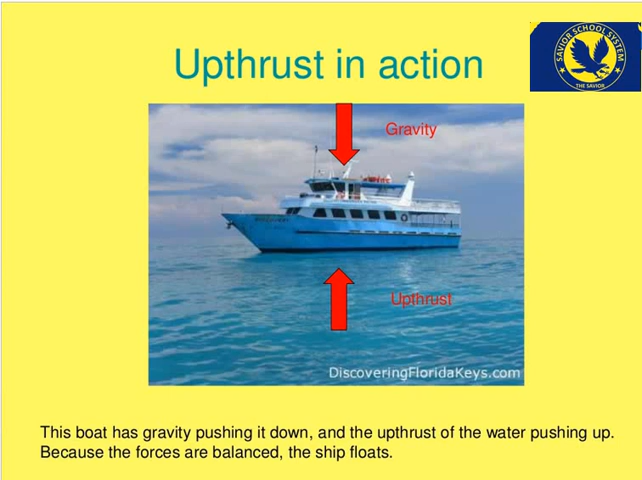 SAVIOR SCHOOL SYSTEM
THE SAVIOR
Upthrust in action
Gravity
Upthrust
DiscoveringFloridaKeys.com
This boat has gravity pushing it down, and the upthrust of the water pushing up.
Because the forces are balanced, the ship floats.